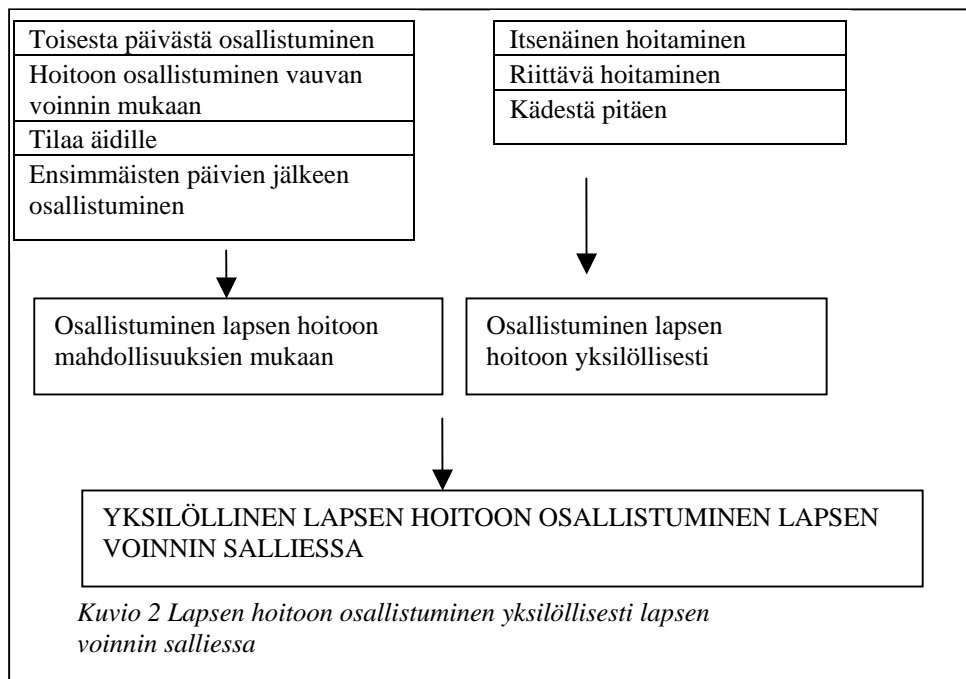 Toisesta päivästä osallistuminen
Hoitoon osallistuminen vauvan
voinnin mukaan
Tilaa äidille
Ensimmäisten päivien jälkeen
osallistuminen
Itsenäinen hoitaminen
Riittävä hoitaminen
Kädestä pitäen
Osallistuminen lapsen hoitoon
mahdollisuuksien mukaan
Osallistuminen lapsen
hoitoon yksilöllisesti
YKSILÖLLINEN LAPSEN HOITOON OSALLISTUMINEN LAPSEN
VOINNIN SALLIESSA
Kuvio 2 Lapsen hoitoon osallistuminen yksilöllisesti lapsen
voinnin salliessa